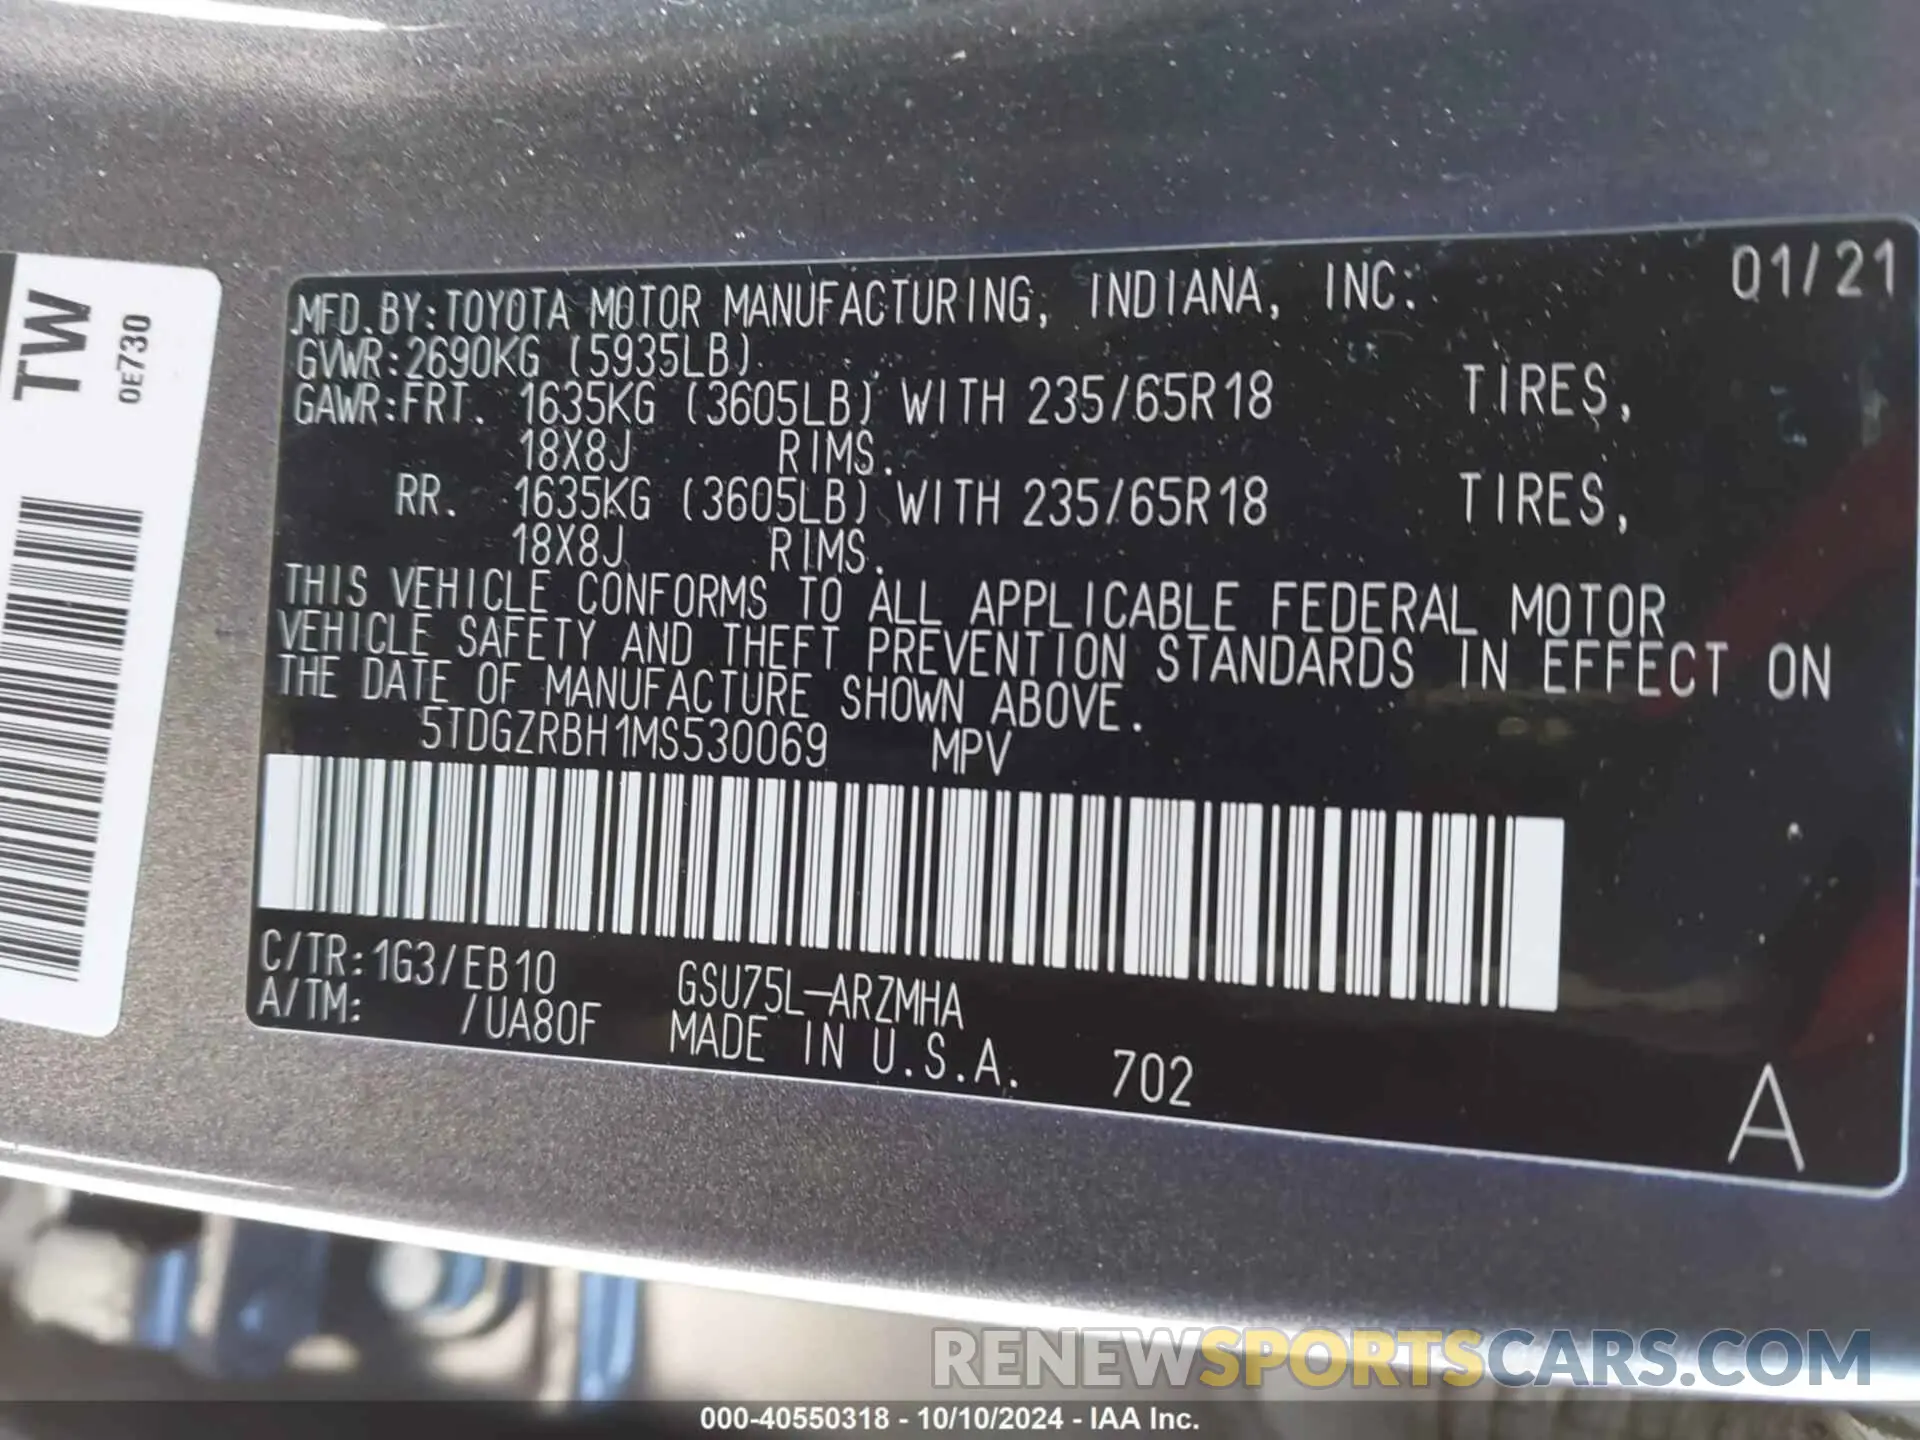 TW
0E730
01/21
MFD. BY: TOYOTA MOTOR MANUFACTURING, INDIANA, INC.
GVWR: 2690KG (5935LB)
GAWR: FRT. 1635KG (3605LB) WITH 235/65R18 TIRES,
18X8J RIMS.
RR. 1635KG (3605LB) WITH 235/65R18 TIRES,
18X8J RIMS.
THIS VEHICLE CONFORMS TO ALL APPLICABLE FEDERAL MOTOR
VEHICLE SAFETY AND THEFT PREVENTION STANDARDS IN EFFECT ON
THE DATE OF MANUFACTURE SHOWN ABOVE.
5TDGZRBH1MS530069 MPV
C/TR: 1G3/EB10 GSU75L-ARZMHA
A/TM: /UA80F MADE IN U.S.A. 702
A
RENEWSPORTSCARS.COM
000-40550318 - 10/10/2024 - IAA Inc.